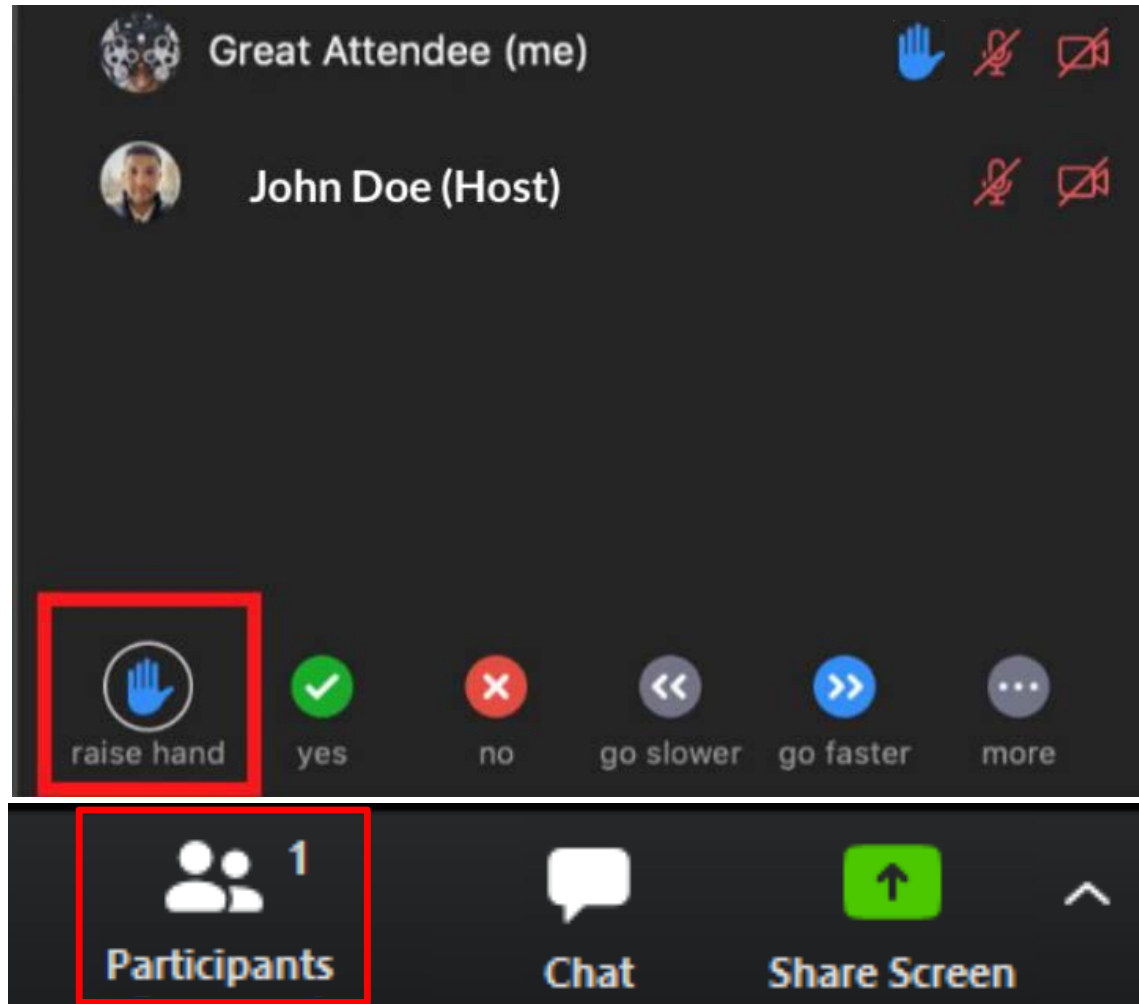 Great Attendee (me)
John Doe (Host)
raise hand yes no go slower go faster more
1
Participants Chat Share Screen